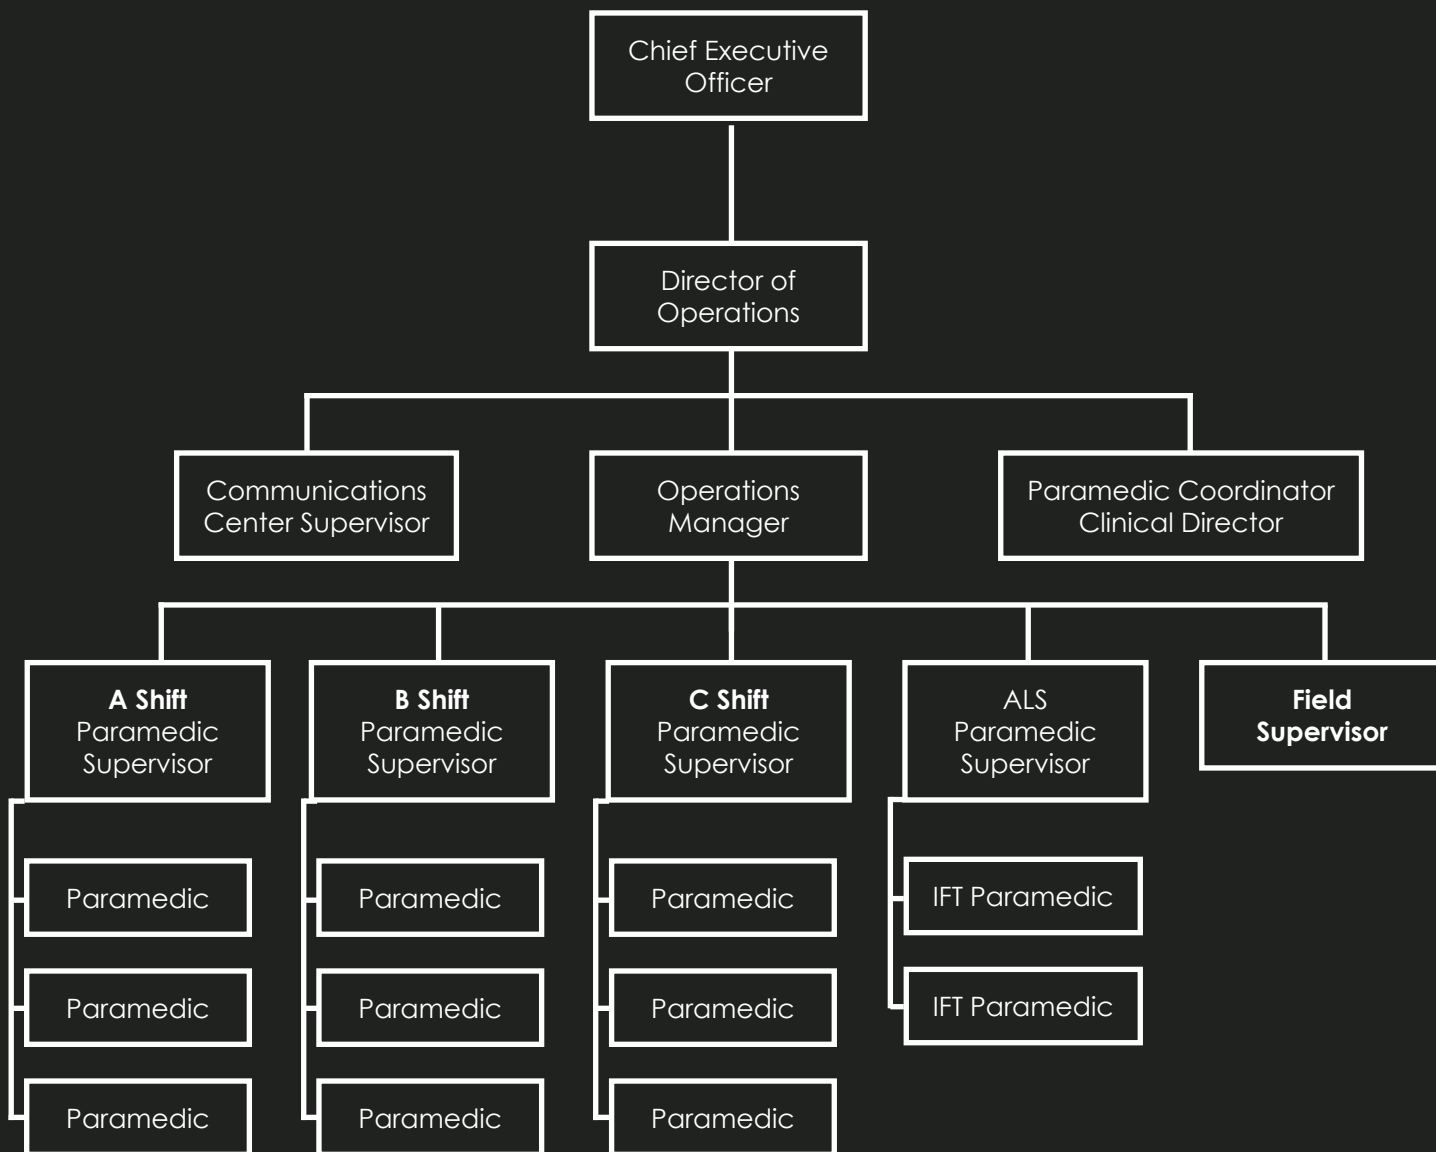 Chief Executive
Officer
Director of
Operations
Communications
Center Supervisor
Operations
Manager
Paramedic Coordinator
Clinical Director
A Shift
Paramedic
Supervisor
B Shift
Paramedic
Supervisor
C Shift
Paramedic
Supervisor
ALS
Paramedic
Supervisor
Field
Supervisor
Paramedic
Paramedic
Paramedic
IFT Paramedic
Paramedic
Paramedic
Paramedic
IFT Paramedic
Paramedic
Paramedic
Paramedic